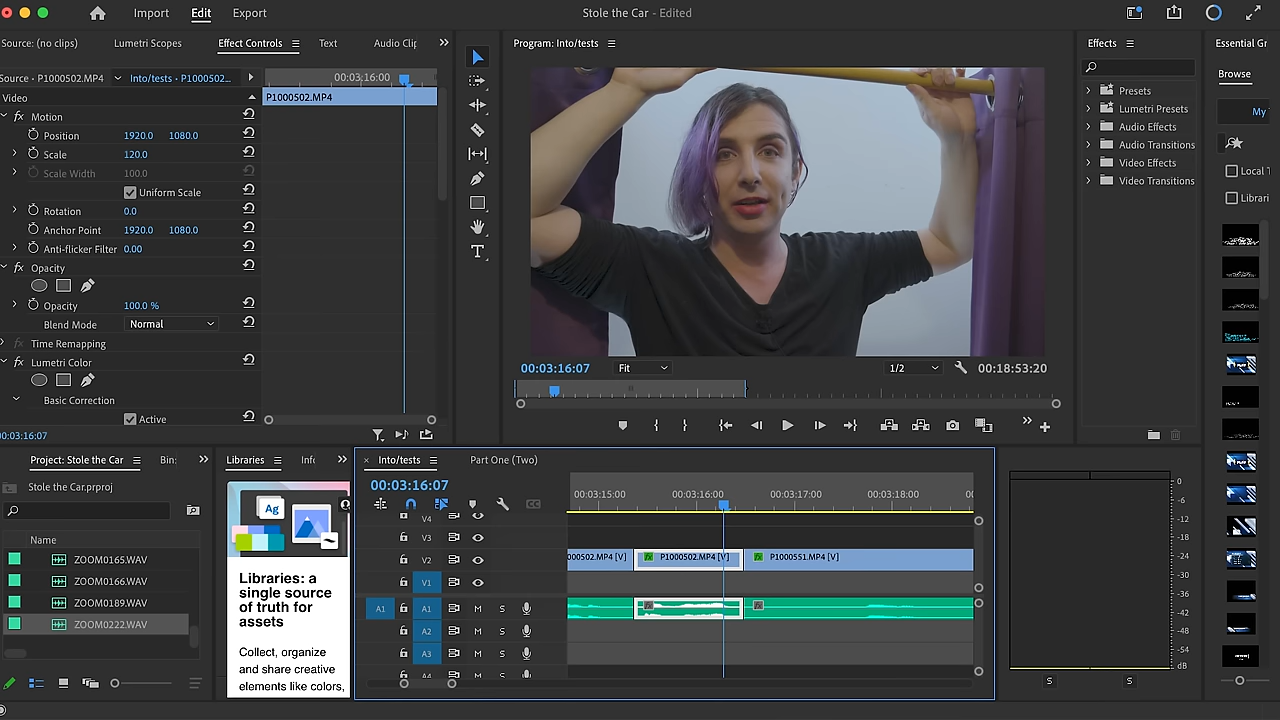 Import Edit Export Stole the Car - Edited
Source: (no clips) Lumetri Scopes Effect Controls Text Audio Clip
Source • P1000502.MP4 Into/tests • P1000502...
00:03:16:00
P1000502.MP4
Video
fx Motion
Position 1920.0 1080.0
Scale 120.0
Scale Width 100.0
Uniform Scale
Rotation 0.0
Anchor Point 1920.0 1080.0
Anti-flicker Filter 0.00
fx Opacity
Opacity 100.0 %
Blend Mode Normal
fx Time Remapping
fx Lumetri Color
Basic Correction
Active
00:03:16:07
Program: Into/tests
00:03:16:07 Fit 1/2 00:18:53:20
Effects
Presets
Lumetri Presets
Audio Effects
Audio Transitions
Video Effects
Video Transitions
Essential Gr
Browse
My
Local
Librari
Project: Stole the Car Bin:
Stole the Car.prproj
Name
ZOOM0165.WAV
ZOOM0166.WAV
ZOOM0189.WAV
ZOOM0222.WAV
Libraries Info
Ag
Libraries: a
single source
of truth for
assets
Collect, organize
and share creative
elements like colors,
× Into/tests Part One (Two)
00:03:16:07
00:03:15:00 00:03:16:00 00:03:17:00 00:03:18:00
V4
V3
V2
V1
A1 A1 M S
A2 M S
A3 M S
A4 M S
000502.MP4 [V] fx P1000502.MP4 [V] fx P1000551.MP4 [V]
0
-6
-12
-18
-24
-30
-36
-42
-48
-54
dB
S S